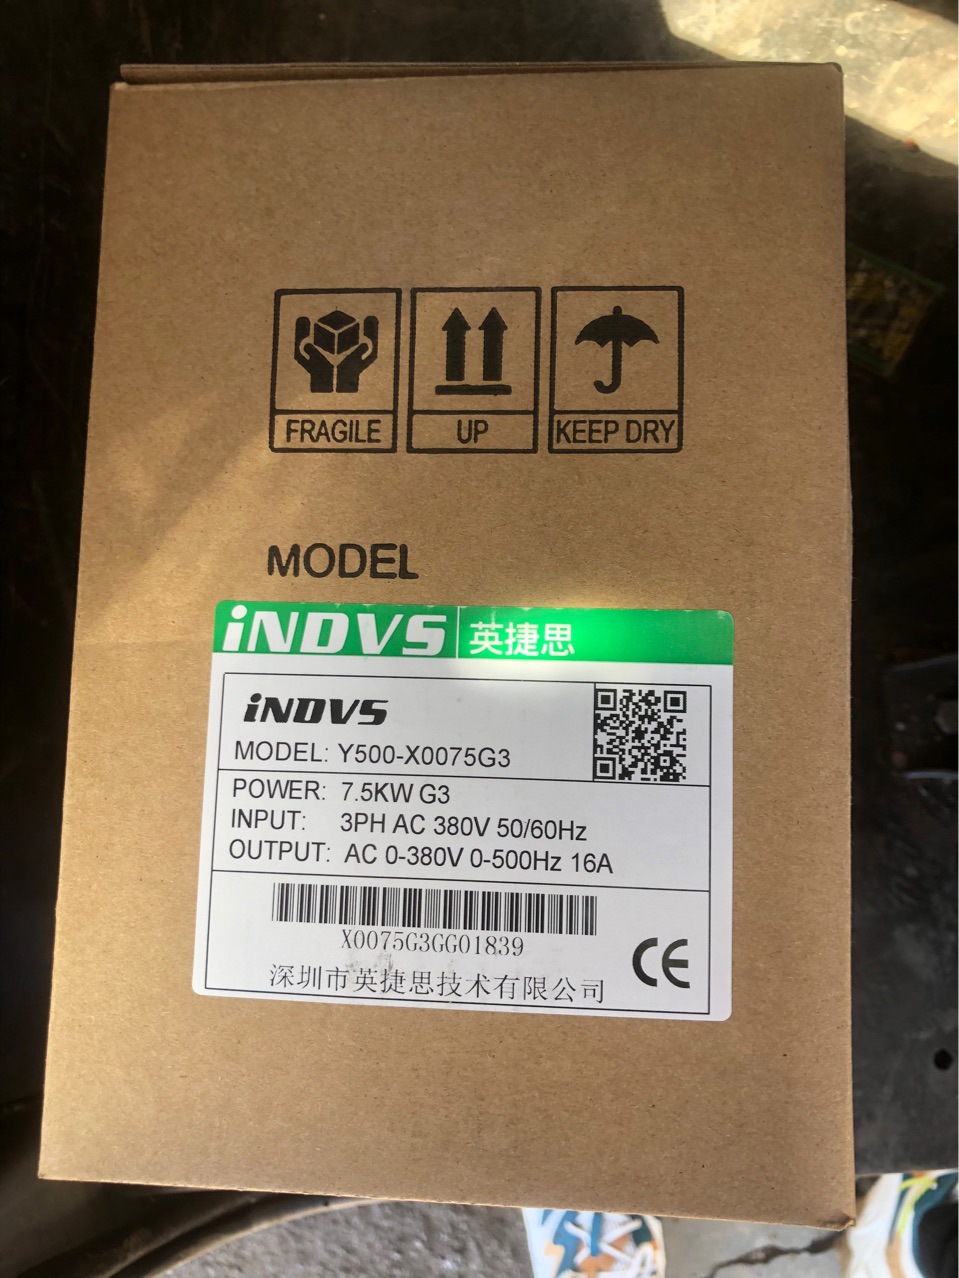 FRAGILE
UP
KEEP DRY
MODEL
iNDVS 英捷思
iNDVS
MODEL: Y500-X0075G3
POWER: 7.5KW G3
INPUT: 3PH AC 380V 50/60Hz
OUTPUT: AC 0-380V 0-500Hz 16A
X0075G3GG01839
深圳市英捷思技术有限公司
CE